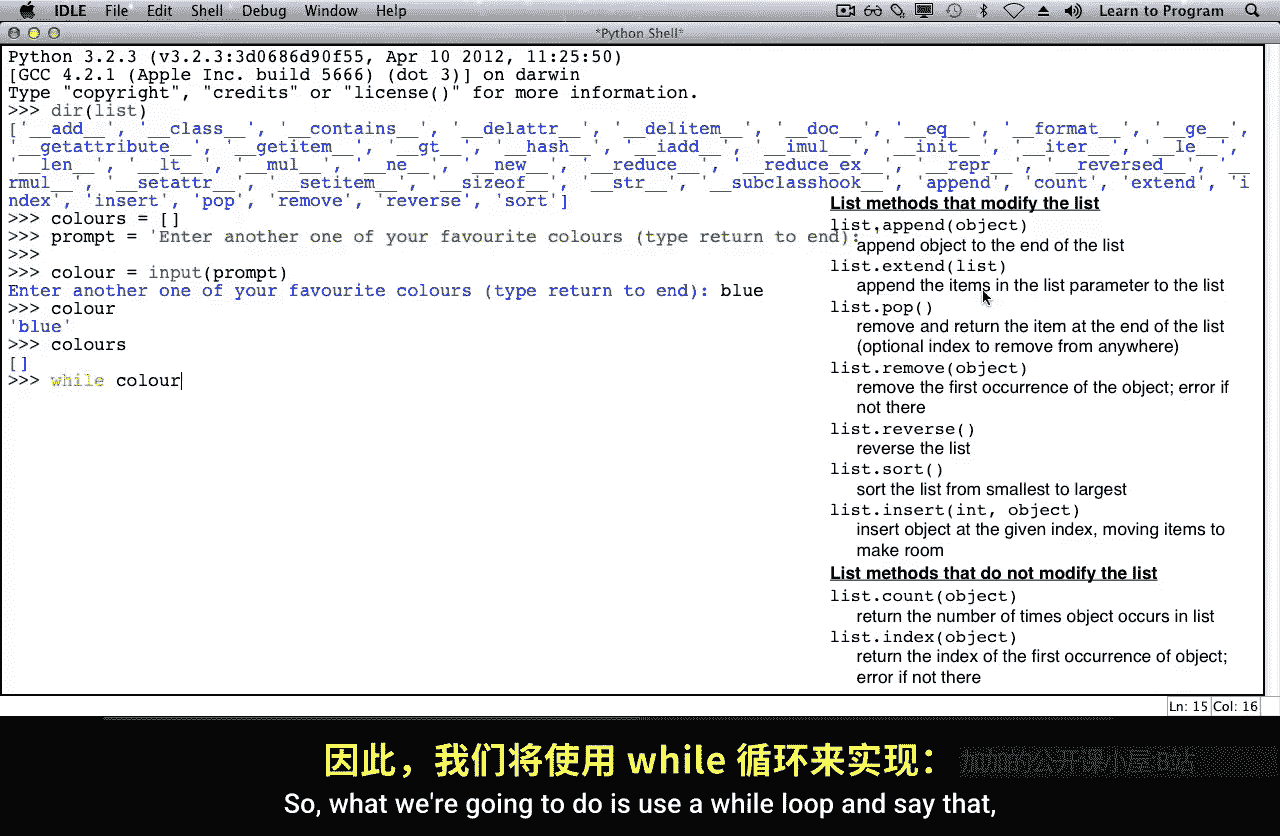 IDLE File Edit Shell Debug Window Help Learn to Program
*Python Shell*
Python 3.2.3 (v3.2.3:3d0686d90f55, Apr 10 2012, 11:25:50)
[GCC 4.2.1 (Apple Inc. build 5666) (dot 3)] on darwin
Type "copyright", "credits" or "license()" for more information.
>>> dir(list)
['__add__', '__class__', '__contains__', '__delattr__', '__delitem__', '__doc__', '__eq__', '__format__', '__ge__',
'__getattribute__', '__getitem__', '__gt__', '__hash__', '__iadd__', '__imul__', '__init__', '__iter__', '__le__',
'__len__', '__lt__', '__mul__', '__ne__', '__new__', '__reduce__', '__reduce_ex__', '__repr__', '__reversed__', '__
rmul__', '__setattr__', '__setitem__', '__sizeof__', '__str__', '__subclasshook__', 'append', 'count', 'extend', 'i
ndex', 'insert', 'pop', 'remove', 'reverse', 'sort']
>>> colours = []
>>> prompt = 'Enter another one of your favourite colours (type return to end):
>>>
>>> colour = input(prompt)
Enter another one of your favourite colours (type return to end): blue
>>> colour
'blue'
>>> colours
[]
>>> while colour
List methods that modify the list
list.append(object)
append object to the end of the list
list.extend(list)
append the items in the list parameter to the list
list.pop()
remove and return the item at the end of the list
(optional index to remove from anywhere)
list.remove(object)
remove the first occurrence of the object; error if
not there
list.reverse()
reverse the list
list.sort()
sort the list from smallest to largest
list.insert(int, object)
insert object at the given index, moving items to
make room
List methods that do not modify the list
list.count(object)
return the number of times object occurs in list
list.index(object)
return the index of the first occurrence of object;
error if not there
Ln: 15 Col: 16
因此，我们将使用 while 循环来实现：
So, what we're going to do is use a while loop and say that,